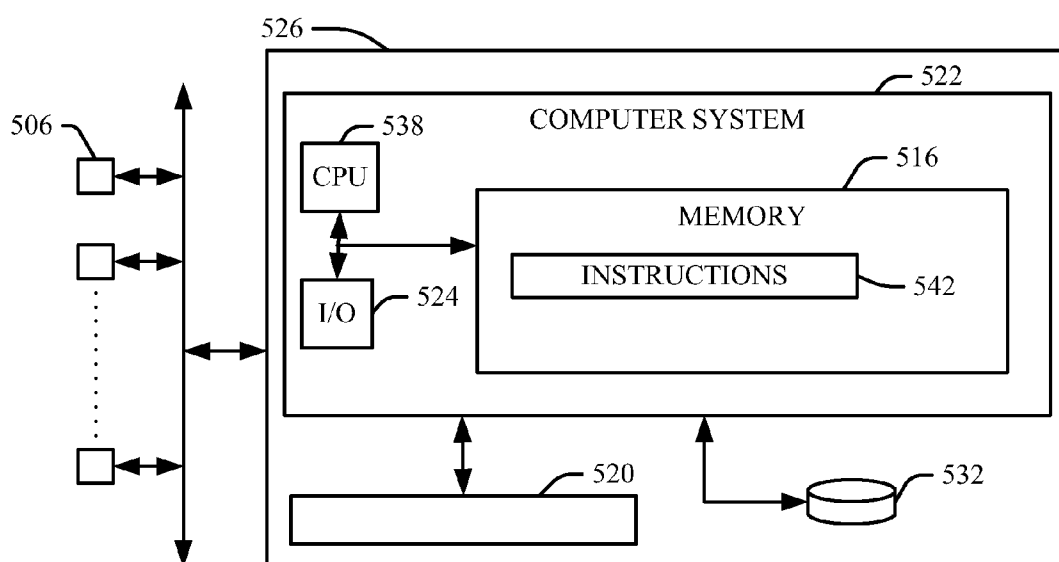 526
522
COMPUTER SYSTEM
506
538
CPU
516
MEMORY
INSTRUCTIONS
542
524
I/O
520
532